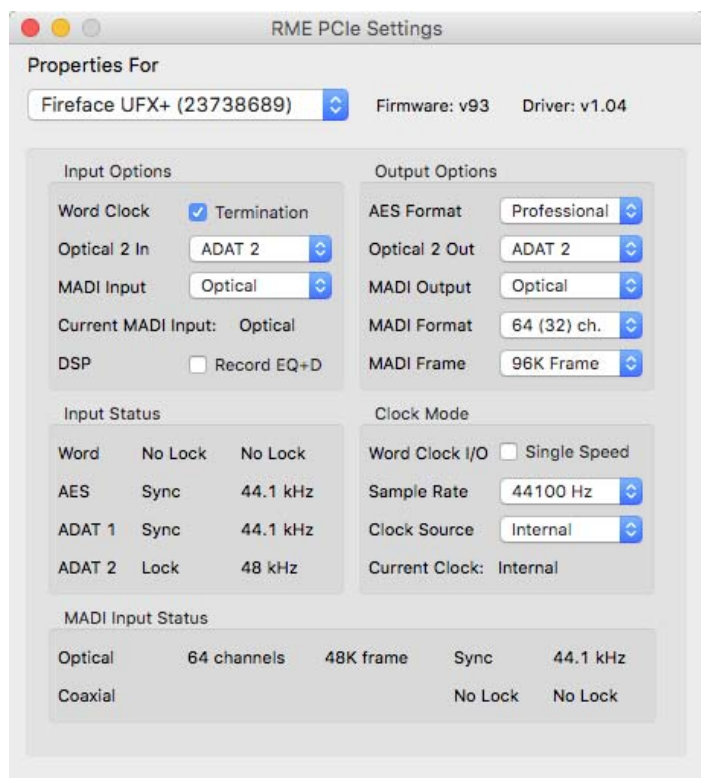 RME PCIe Settings
Properties For
Fireface UFX+ (23738689) Firmware: v93 Driver: v1.04
Input Options
Word Clock Termination
Optical 2 In ADAT 2
MADI Input Optical
Current MADI Input: Optical
DSP Record EQ+D
Output Options
AES Format Professional
Optical 2 Out ADAT 2
MADI Output Optical
MADI Format 64 (32) ch.
MADI Frame 96K Frame
Input Status
Word No Lock No Lock
AES Sync 44.1 kHz
ADAT 1 Sync 44.1 kHz
ADAT 2 Lock 48 kHz
Clock Mode
Word Clock I/O Single Speed
Sample Rate 44100 Hz
Clock Source Internal
Current Clock: Internal
MADI Input Status
Optical 64 channels 48K frame Sync 44.1 kHz
Coaxial No Lock No Lock